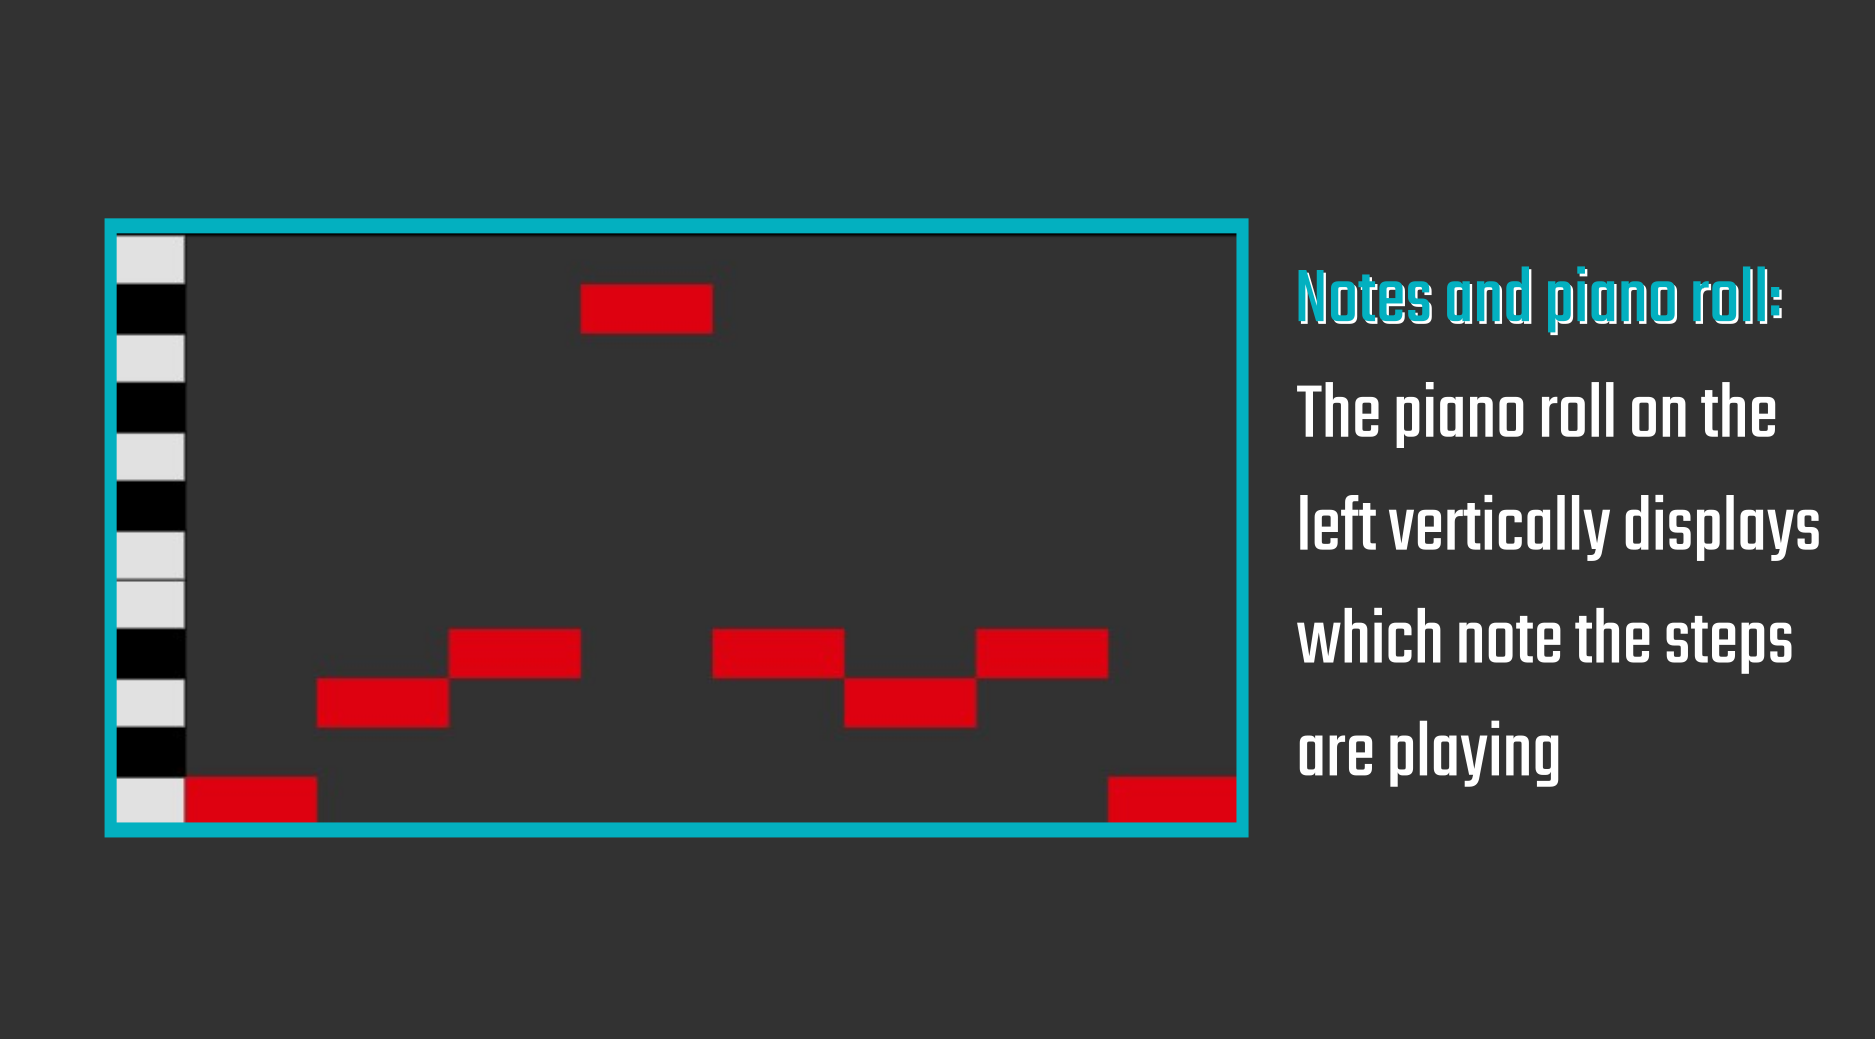 Notes and piano roll:
The piano roll on the
left vertically displays
which note the steps
are playing